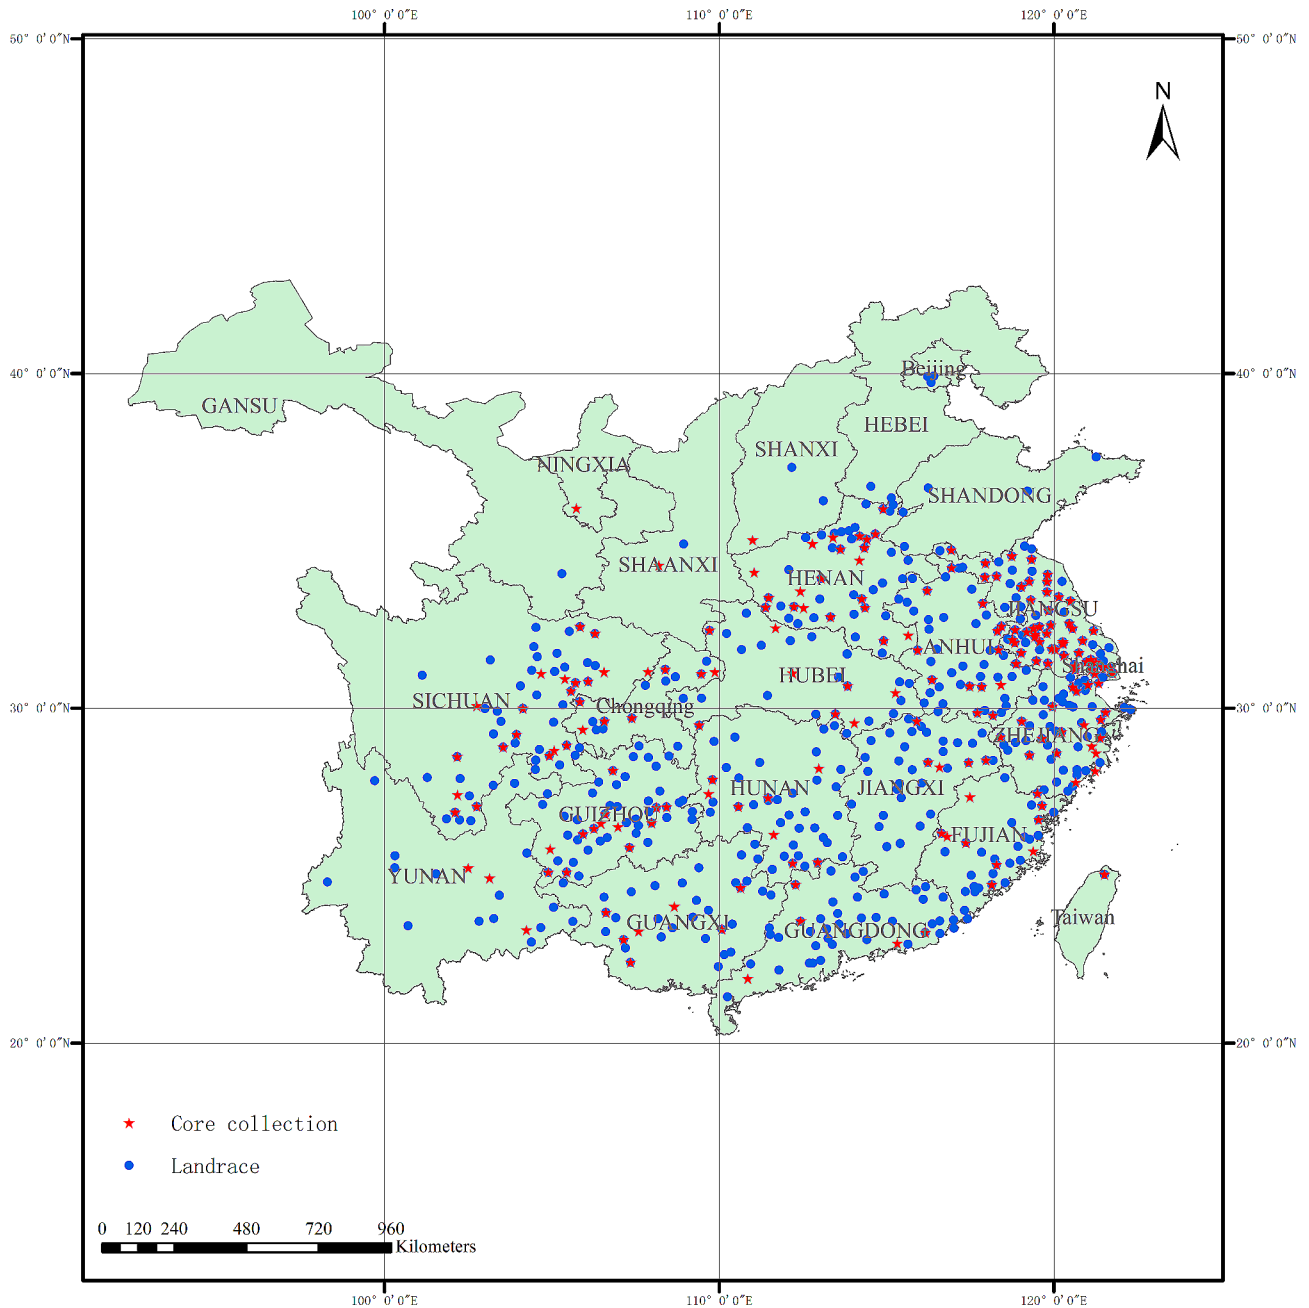 100° 0'0"E 110° 0'0"E 120° 0'0"E
50° 0'0"N 50° 0'0"N
N
40° 0'0"N 40° 0'0"N
Beijing
GANSU
HEBEI
SHANXI
NINGXIA
SHANDONG
SHAANXI
HENAN
JIANGSU
ANHUI
Shanghai
HUBEI
SICHUAN
Chongqing
30° 0'0"N 30° 0'0"N
ZHEJIANG
HUNAN
JIANGXI
GUIZHOU
FUJIAN
YUNAN
Taiwan
GUANGXI
GUANGDONG
20° 0'0"N 20° 0'0"N
Core collection
Landrace
0 120 240 480 720 960
Kilometers
100° 0'0"E 110° 0'0"E 120° 0'0"E